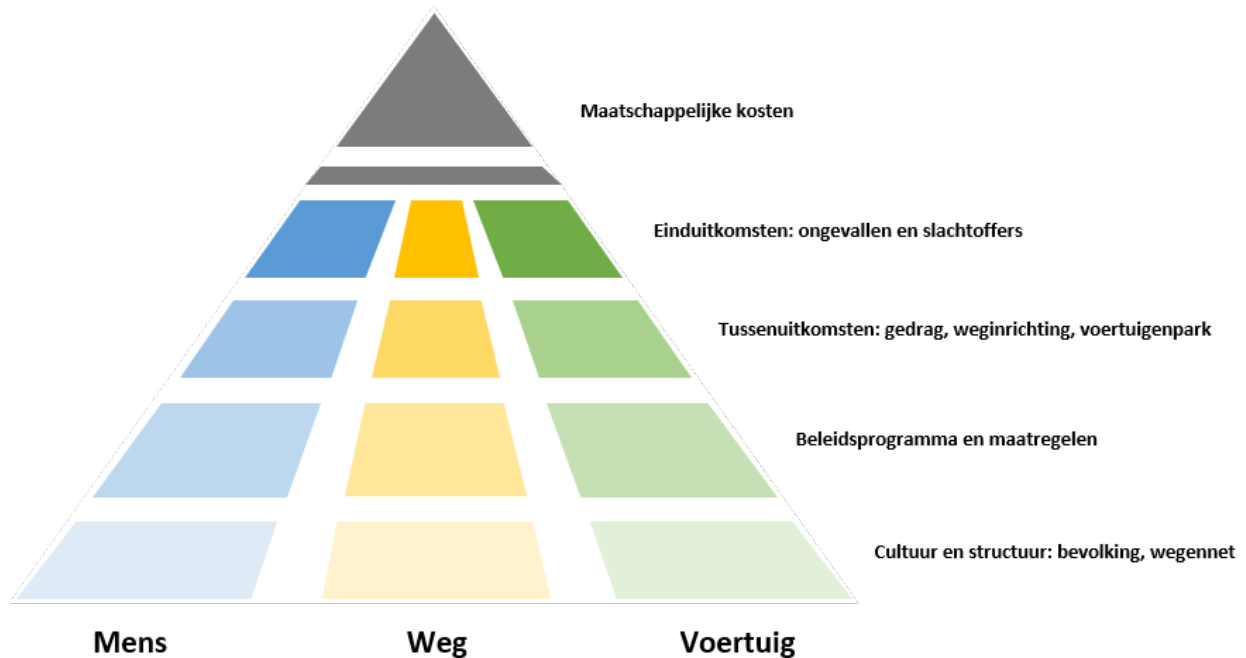 Maatschappelijke kosten
Einduitkomsten: ongevallen en slachtoffers
Tussenuitkomsten: gedrag, weginrichting, voertuigenpark
Beleidsprogramma en maatregelen
Cultuur en structuur: bevolking, wegennet
Mens Weg Voertuig